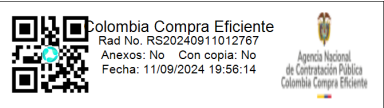 Colombia Compra Eficiente
Rad No. RS20240911012767
Anexos: No Con copia: No
Fecha: 11/09/2024 19:56:14
Agencia Nacional
de Contratación Pública
Colombia Compra Eficiente